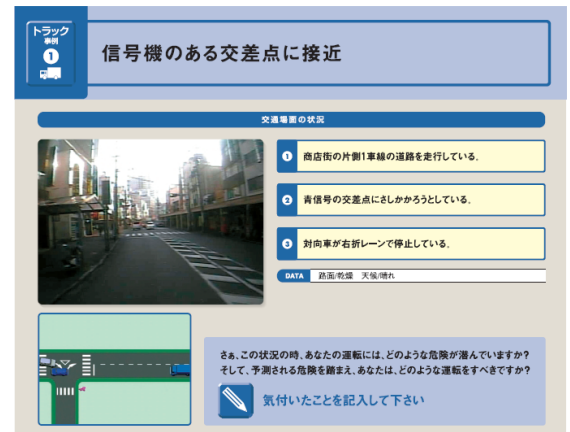 トラック
事例
1
信号機のある交差点に接近
交通場面の状況
1 商店街の片側1車線の道路を走行している.
2 青信号の交差点にさしかかろうとしている.
3 対向車が右折レーンで停止している.
DATA 路面/乾燥 天候/晴れ
さぁ、この状況の時、あなたの運転には、どのような危険が潜んでいますか?
そして、予測される危険を踏まえ、あなたは、どのような運転をすべきですか?
気付いたことを記入して下さい